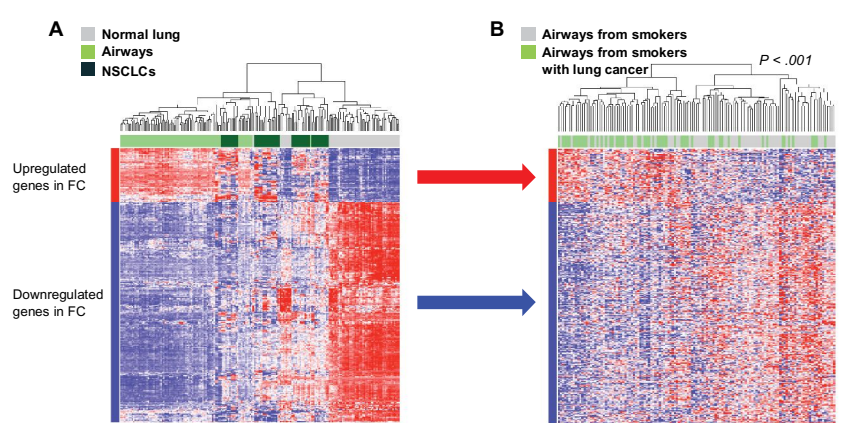 A
Normal lung
Airways
NSCLCs
Upregulated
genes in FC
Downregulated
genes in FC
B
Airways from smokers
Airways from smokers
with lung cancer
P < .001